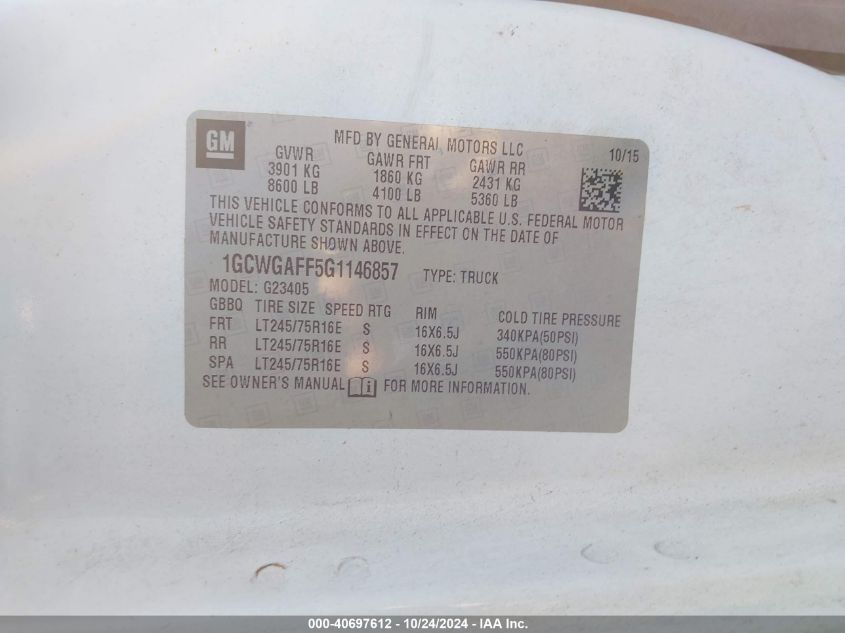 GM
MFD BY GENERAL MOTORS LLC
10/15
GVWR GAWR FRT GAWR RR
3901 KG 1860 KG 2431 KG
8600 LB 4100 LB 5360 LB
THIS VEHICLE CONFORMS TO ALL APPLICABLE U.S. FEDERAL MOTOR
VEHICLE SAFETY STANDARDS IN EFFECT ON THE DATE OF
MANUFACTURE SHOWN ABOVE.
1GCWGAFF5G1146857 TYPE: TRUCK
MODEL: G23405
GBBQ TIRE SIZE SPEED RTG RIM COLD TIRE PRESSURE
FRT LT245/75R16E S 16X6.5J 340KPA(50PSI)
RR LT245/75R16E S 16X6.5J 550KPA(80PSI)
SPA LT245/75R16E S 16X6.5J 550KPA(80PSI)
SEE OWNER'S MANUAL FOR MORE INFORMATION.
000-40697612 - 10/24/2024 - IAA Inc.